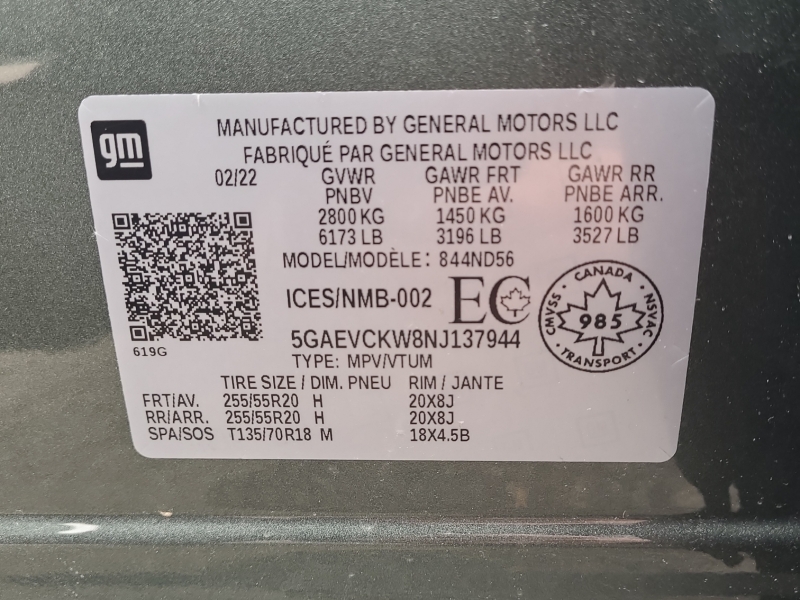 gm
MANUFACTURED BY GENERAL MOTORS LLC
FABRIQUÉ PAR GENERAL MOTORS LLC
02/22 GVWR GAWR FRT GAWR RR
PNBV PNBE AV. PNBE ARR.
2800 KG 1450 KG 1600 KG
6173 LB 3196 LB 3527 LB
MODEL/MODÈLE: 844ND56
ICES/NMB-002 EC
CANADA
CMVSS 985 NSVAC
TRANSPORT
5GAEVCKW8NJ137944
619G
TYPE: MPV/VTUM
TIRE SIZE / DIM. PNEU RIM / JANTE
FRT/AV. 255/55R20 H 20X8J
RR/ARR. 255/55R20 H 20X8J
SPA/SOS T135/70R18 M 18X4.5B